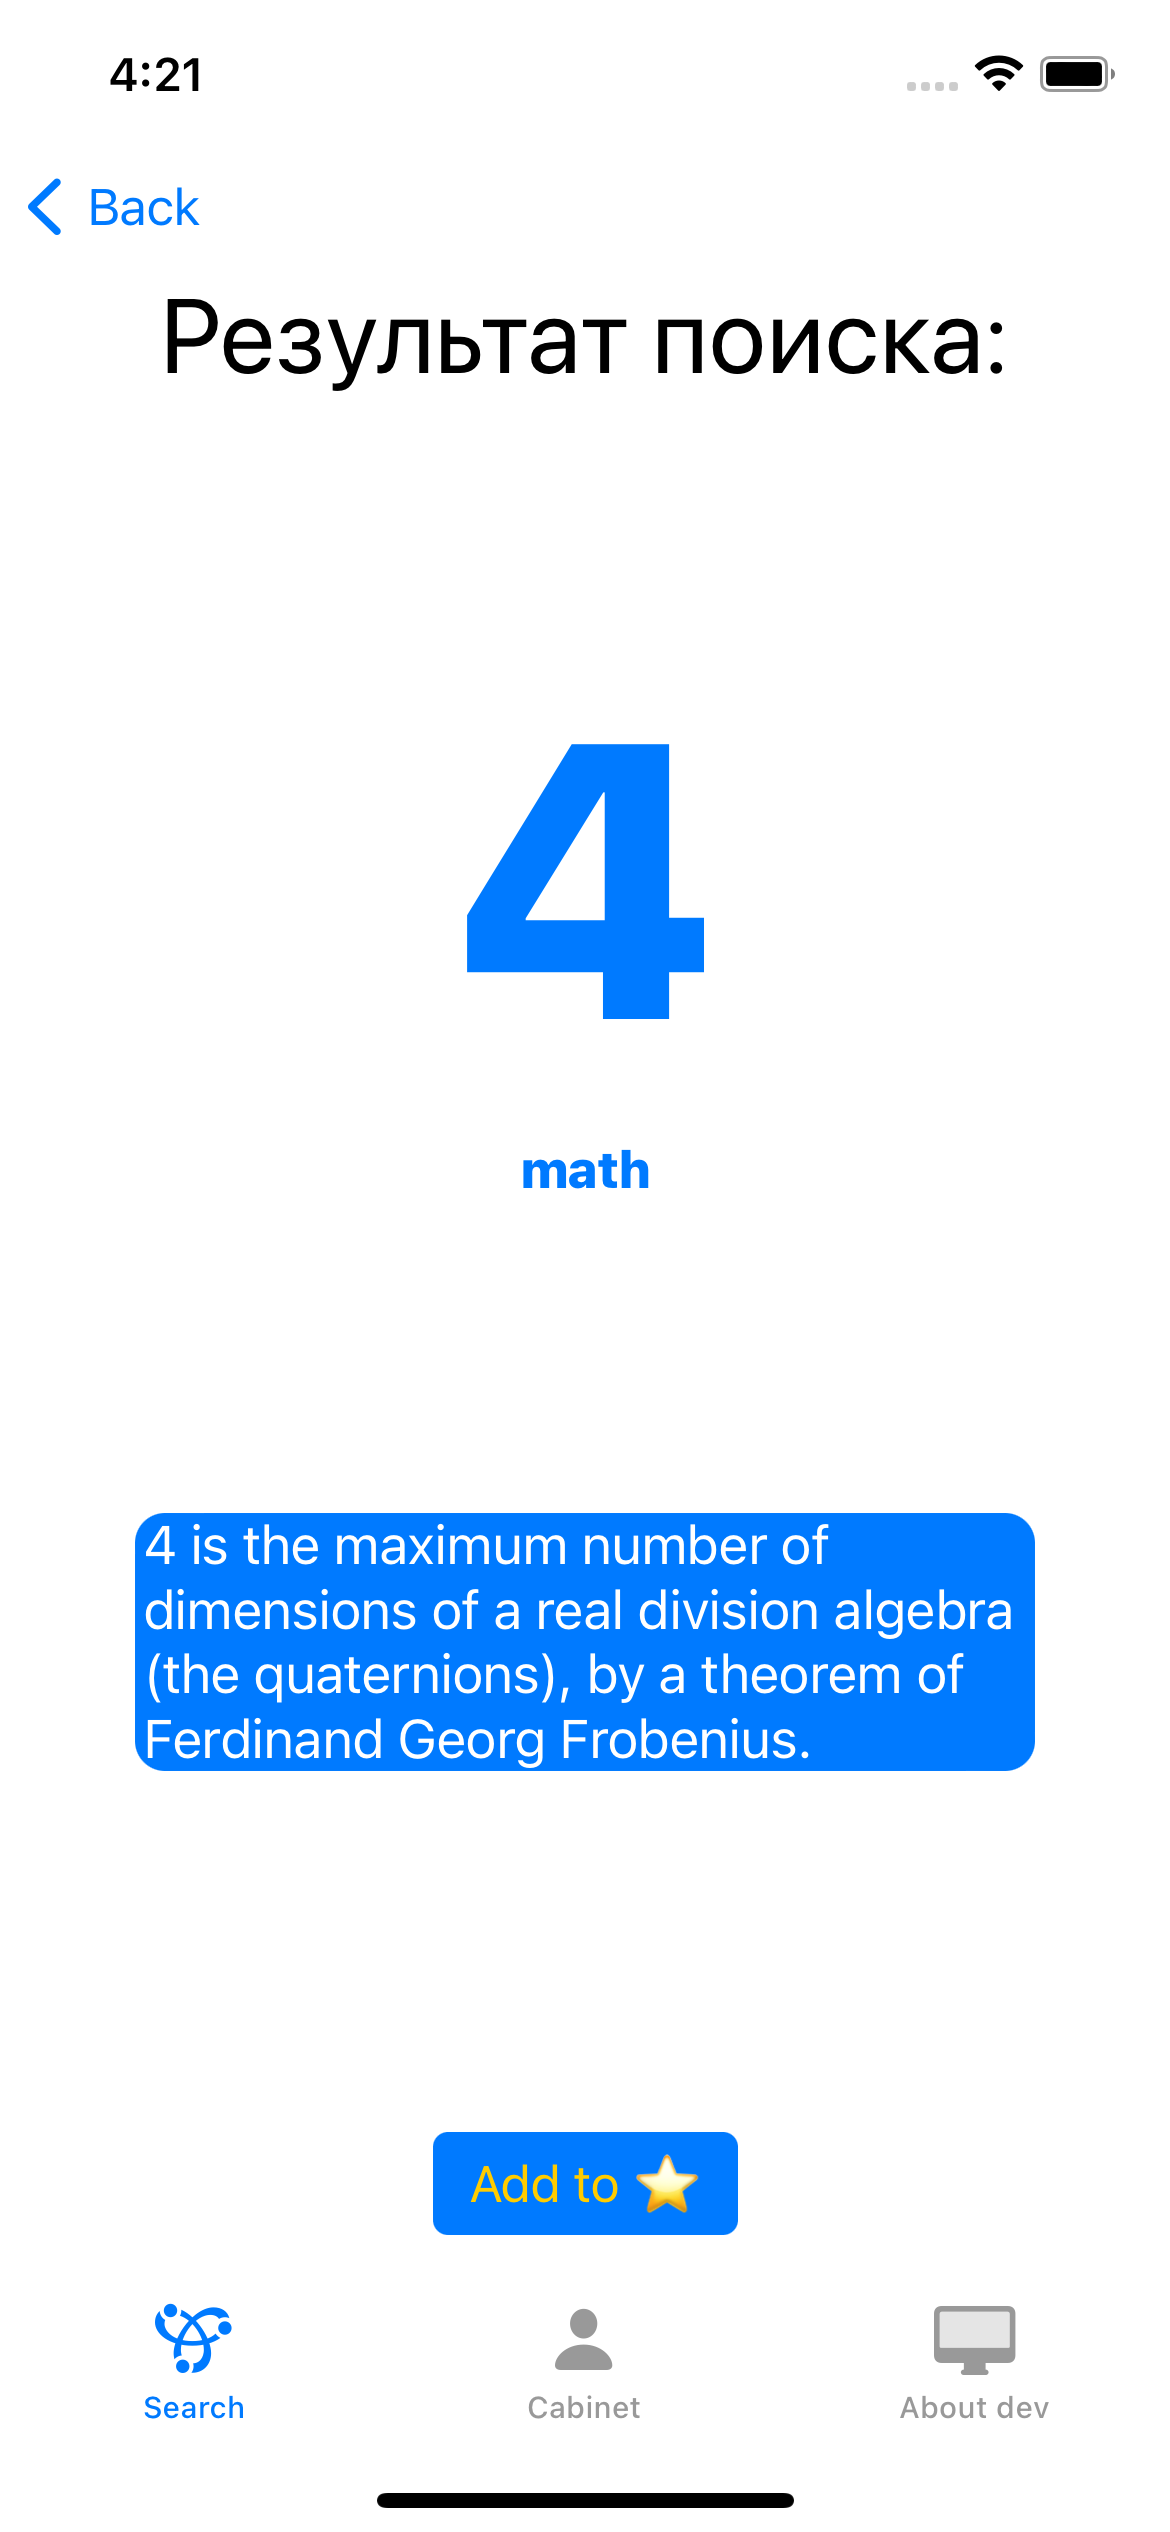 4:21
Back
Результат поиска:
4
math
4 is the maximum number of
dimensions of a real division algebra
(the quaternions), by a theorem of
Ferdinand Georg Frobenius.
Add to ⭐
Search
Cabinet
About dev